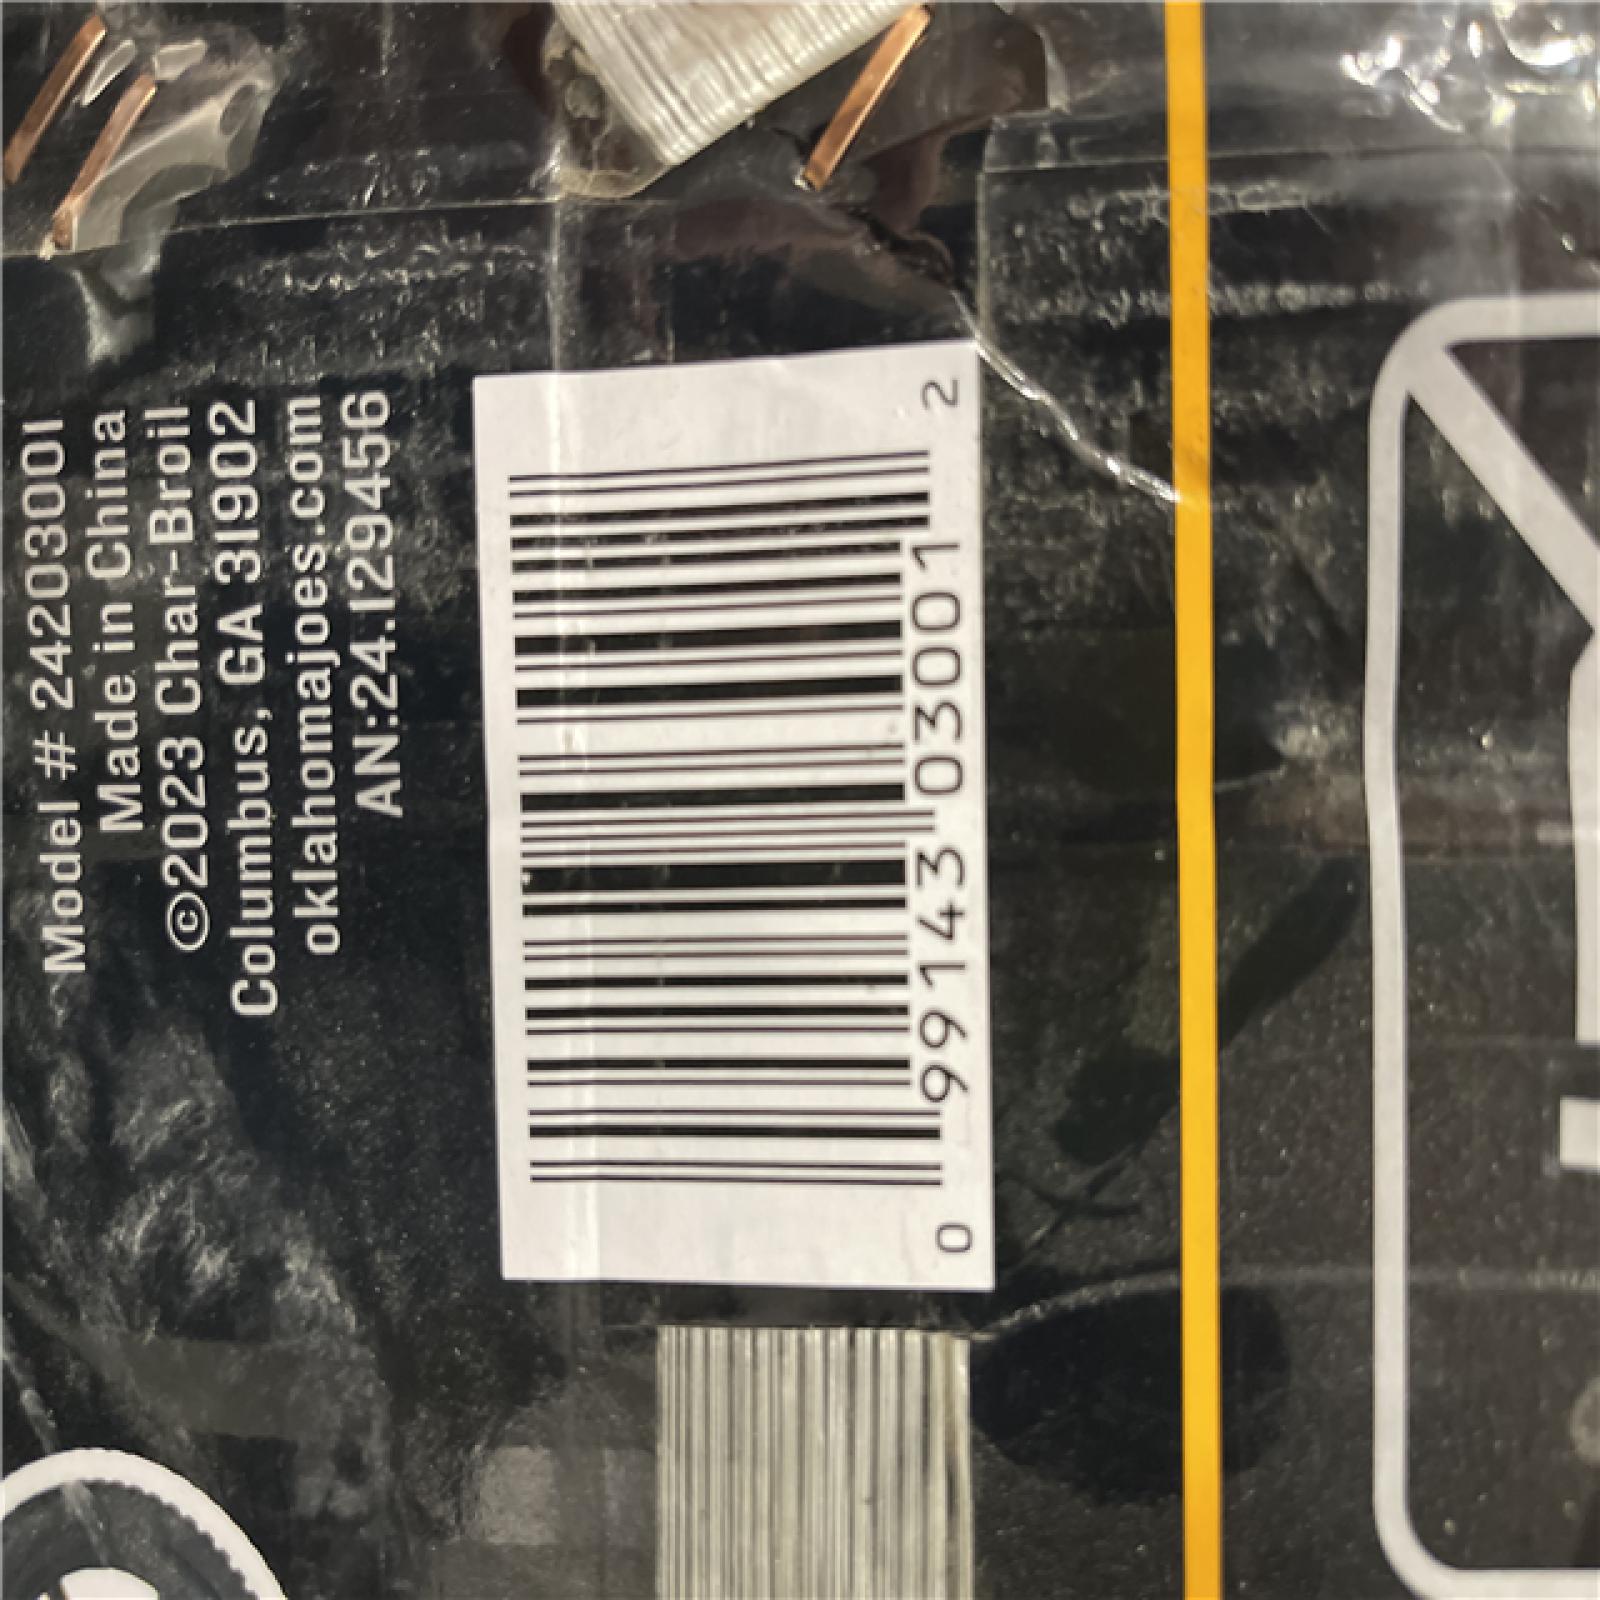 Model # 24203001
Made in China
©2023 Char-Broil
Columbus, GA 31902
oklahomajoes.com
AN:24.129456
0 99143 03001 2